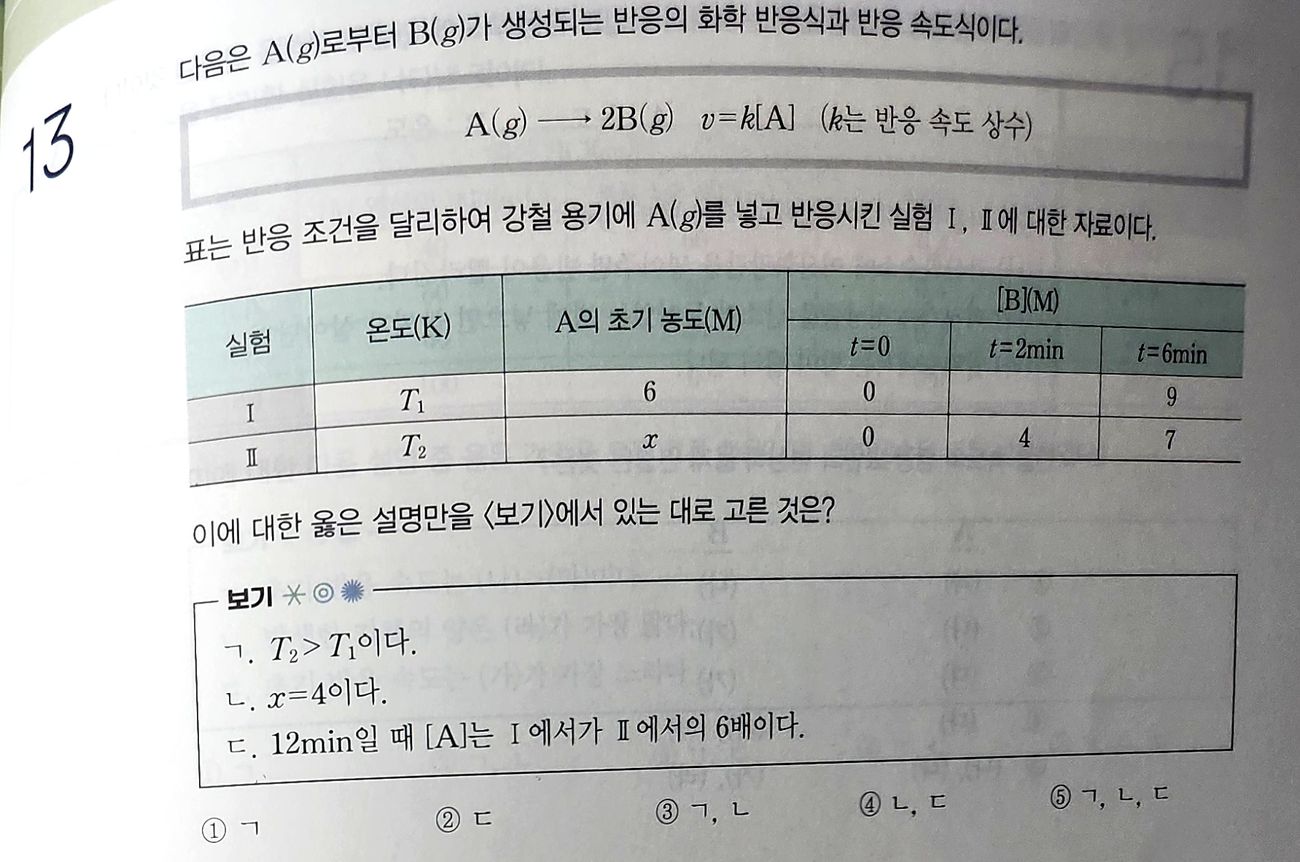 13
다음은 A(g)로부터 B(g)가 생성되는 반응의 화학 반응식과 반응 속도식이다.
A(g) ⟶ 2B(g) v=k[A] (k는 반응 속도 상수)
표는 반응 조건을 달리하여 강철 용기에 A(g)를 넣고 반응시킨 실험 Ⅰ, Ⅱ에 대한 자료이다.
실험 온도(K) A의 초기 농도(M) [B](M)
t=0 t=2min t=6min
Ⅰ T₁ 6 0 9
Ⅱ T₂ x 0 4 7
이에 대한 옳은 설명만을 〈보기〉에서 있는 대로 고른 것은?
보기
ㄱ. T₂>T₁이다.
ㄴ. x=4이다.
ㄷ. 12min일 때 [A]는 Ⅰ에서가 Ⅱ에서의 6배이다.
① ㄱ ② ㄷ ③ ㄱ, ㄴ ④ ㄴ, ㄷ ⑤ ㄱ, ㄴ, ㄷ